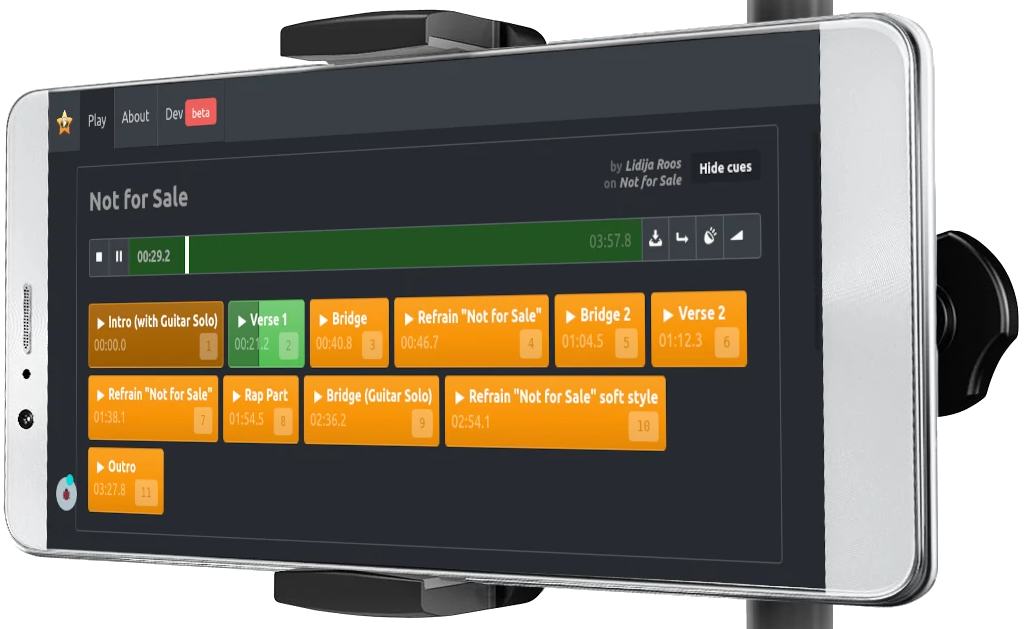 Play
About
Dev beta
Not for Sale
by Lidija Roos
on Not for Sale
Hide cues
00:29.2
03:57.8
Intro (with Guitar Solo)
00:00.0 1
Verse 1
00:21.2 2
Bridge
00:40.8 3
Refrain "Not for Sale"
00:46.7 4
Bridge 2
01:04.5 5
Verse 2
01:12.3 6
Refrain "Not for Sale"
01:38.1 7
Rap Part
01:54.5 8
Bridge (Guitar Solo)
02:36.2 9
Refrain "Not for Sale" soft style
02:54.1 10
Outro
03:27.8 11